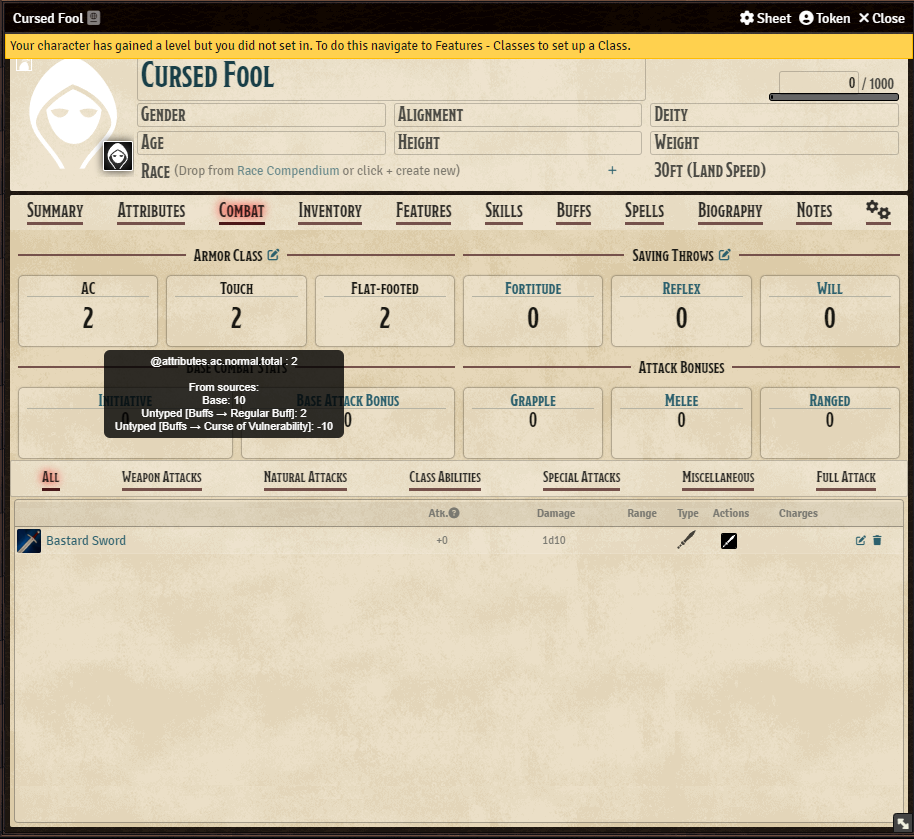 Cursed Fool Sheet Token Close
Your character has gained a level but you did not set in. To do this navigate to Features - Classes to set up a Class.
Cursed Fool
0 / 1000
Gender Alignment Deity
Age Height Weight
Race (Drop from Race Compendium or click + create new) + 30ft (Land Speed)
Summary Attributes Combat Inventory Features Skills Buffs Spells Biography Notes
Armor Class Saving Throws
AC Touch Flat-footed Fortitude Reflex Will
2 2 2 0 0 0
@attributes.ac.normal.total : 2
From sources:
Base: 10
Untyped [Buffs → Regular Buff]: 2
Untyped [Buffs → Curse of Vulnerability]: -10
Base Combat Stats Attack Bonuses
Initiative Base Attack Bonus Grapple Melee Ranged
0 0 0 0 0
All Weapon Attacks Natural Attacks Class Abilities Special Attacks Miscellaneous Full Attack
Atk. Damage Range Type Actions Charges
Bastard Sword +0 1d10